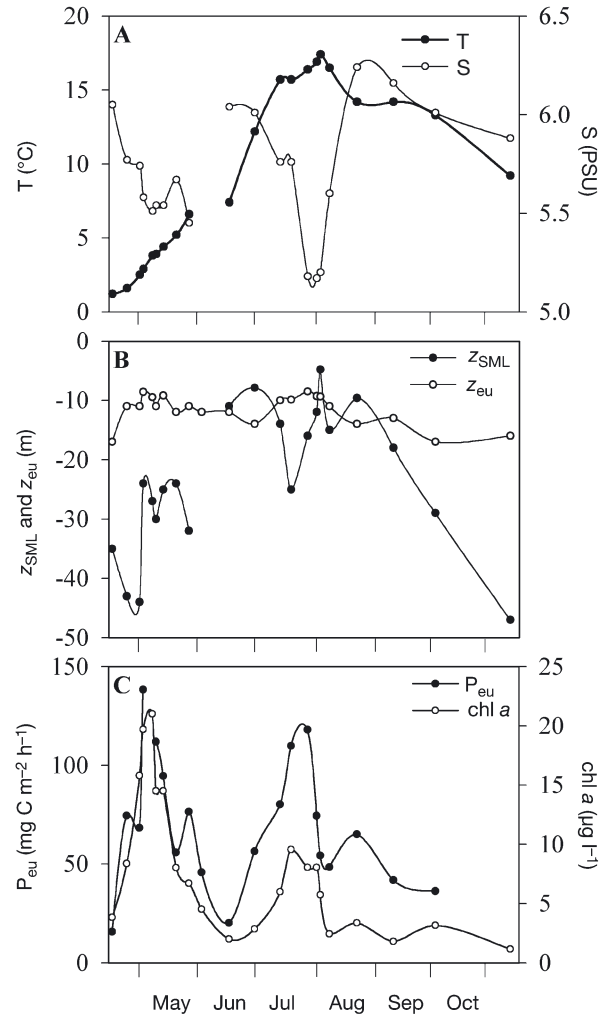 A
T
S
20
15
10
5
0
T (°C)
6.5
6.0
5.5
5.0
S (PSU)
B
zSML
zeu
0
-10
-20
-30
-40
-50
zSML and zeu (m)
C
Peu
chl a
150
100
50
0
Peu (mg C m–2 h–1)
25
20
15
10
5
0
chl a (µg l–1)
May Jun Jul Aug Sep Oct